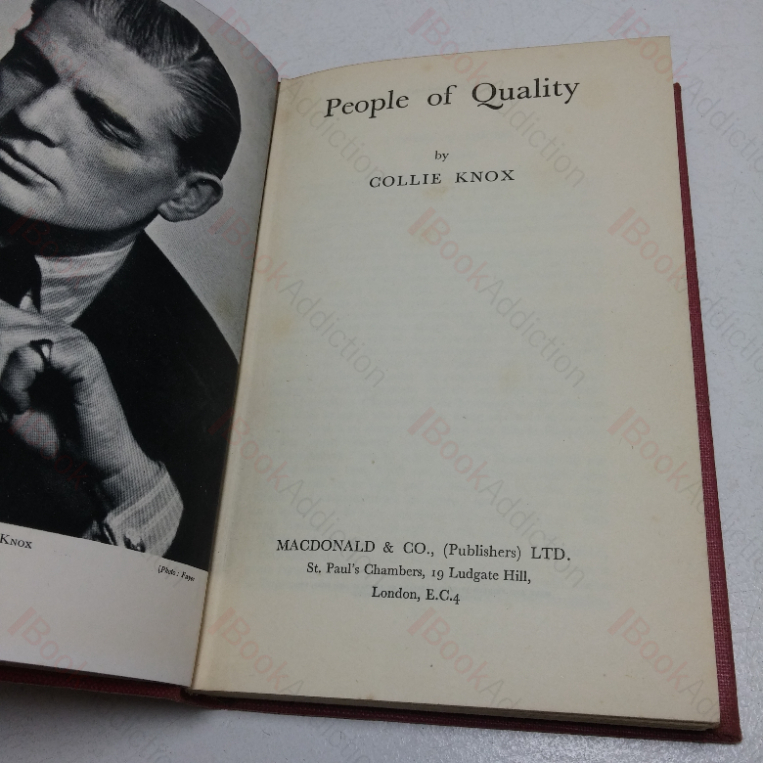 People of Quality
by
COLLIE KNOX
MACDONALD & CO., (Publishers) LTD.
St. Paul's Chambers, 19 Ludgate Hill,
London, E.C.4
KNOX
(Photo:
BookAddiction